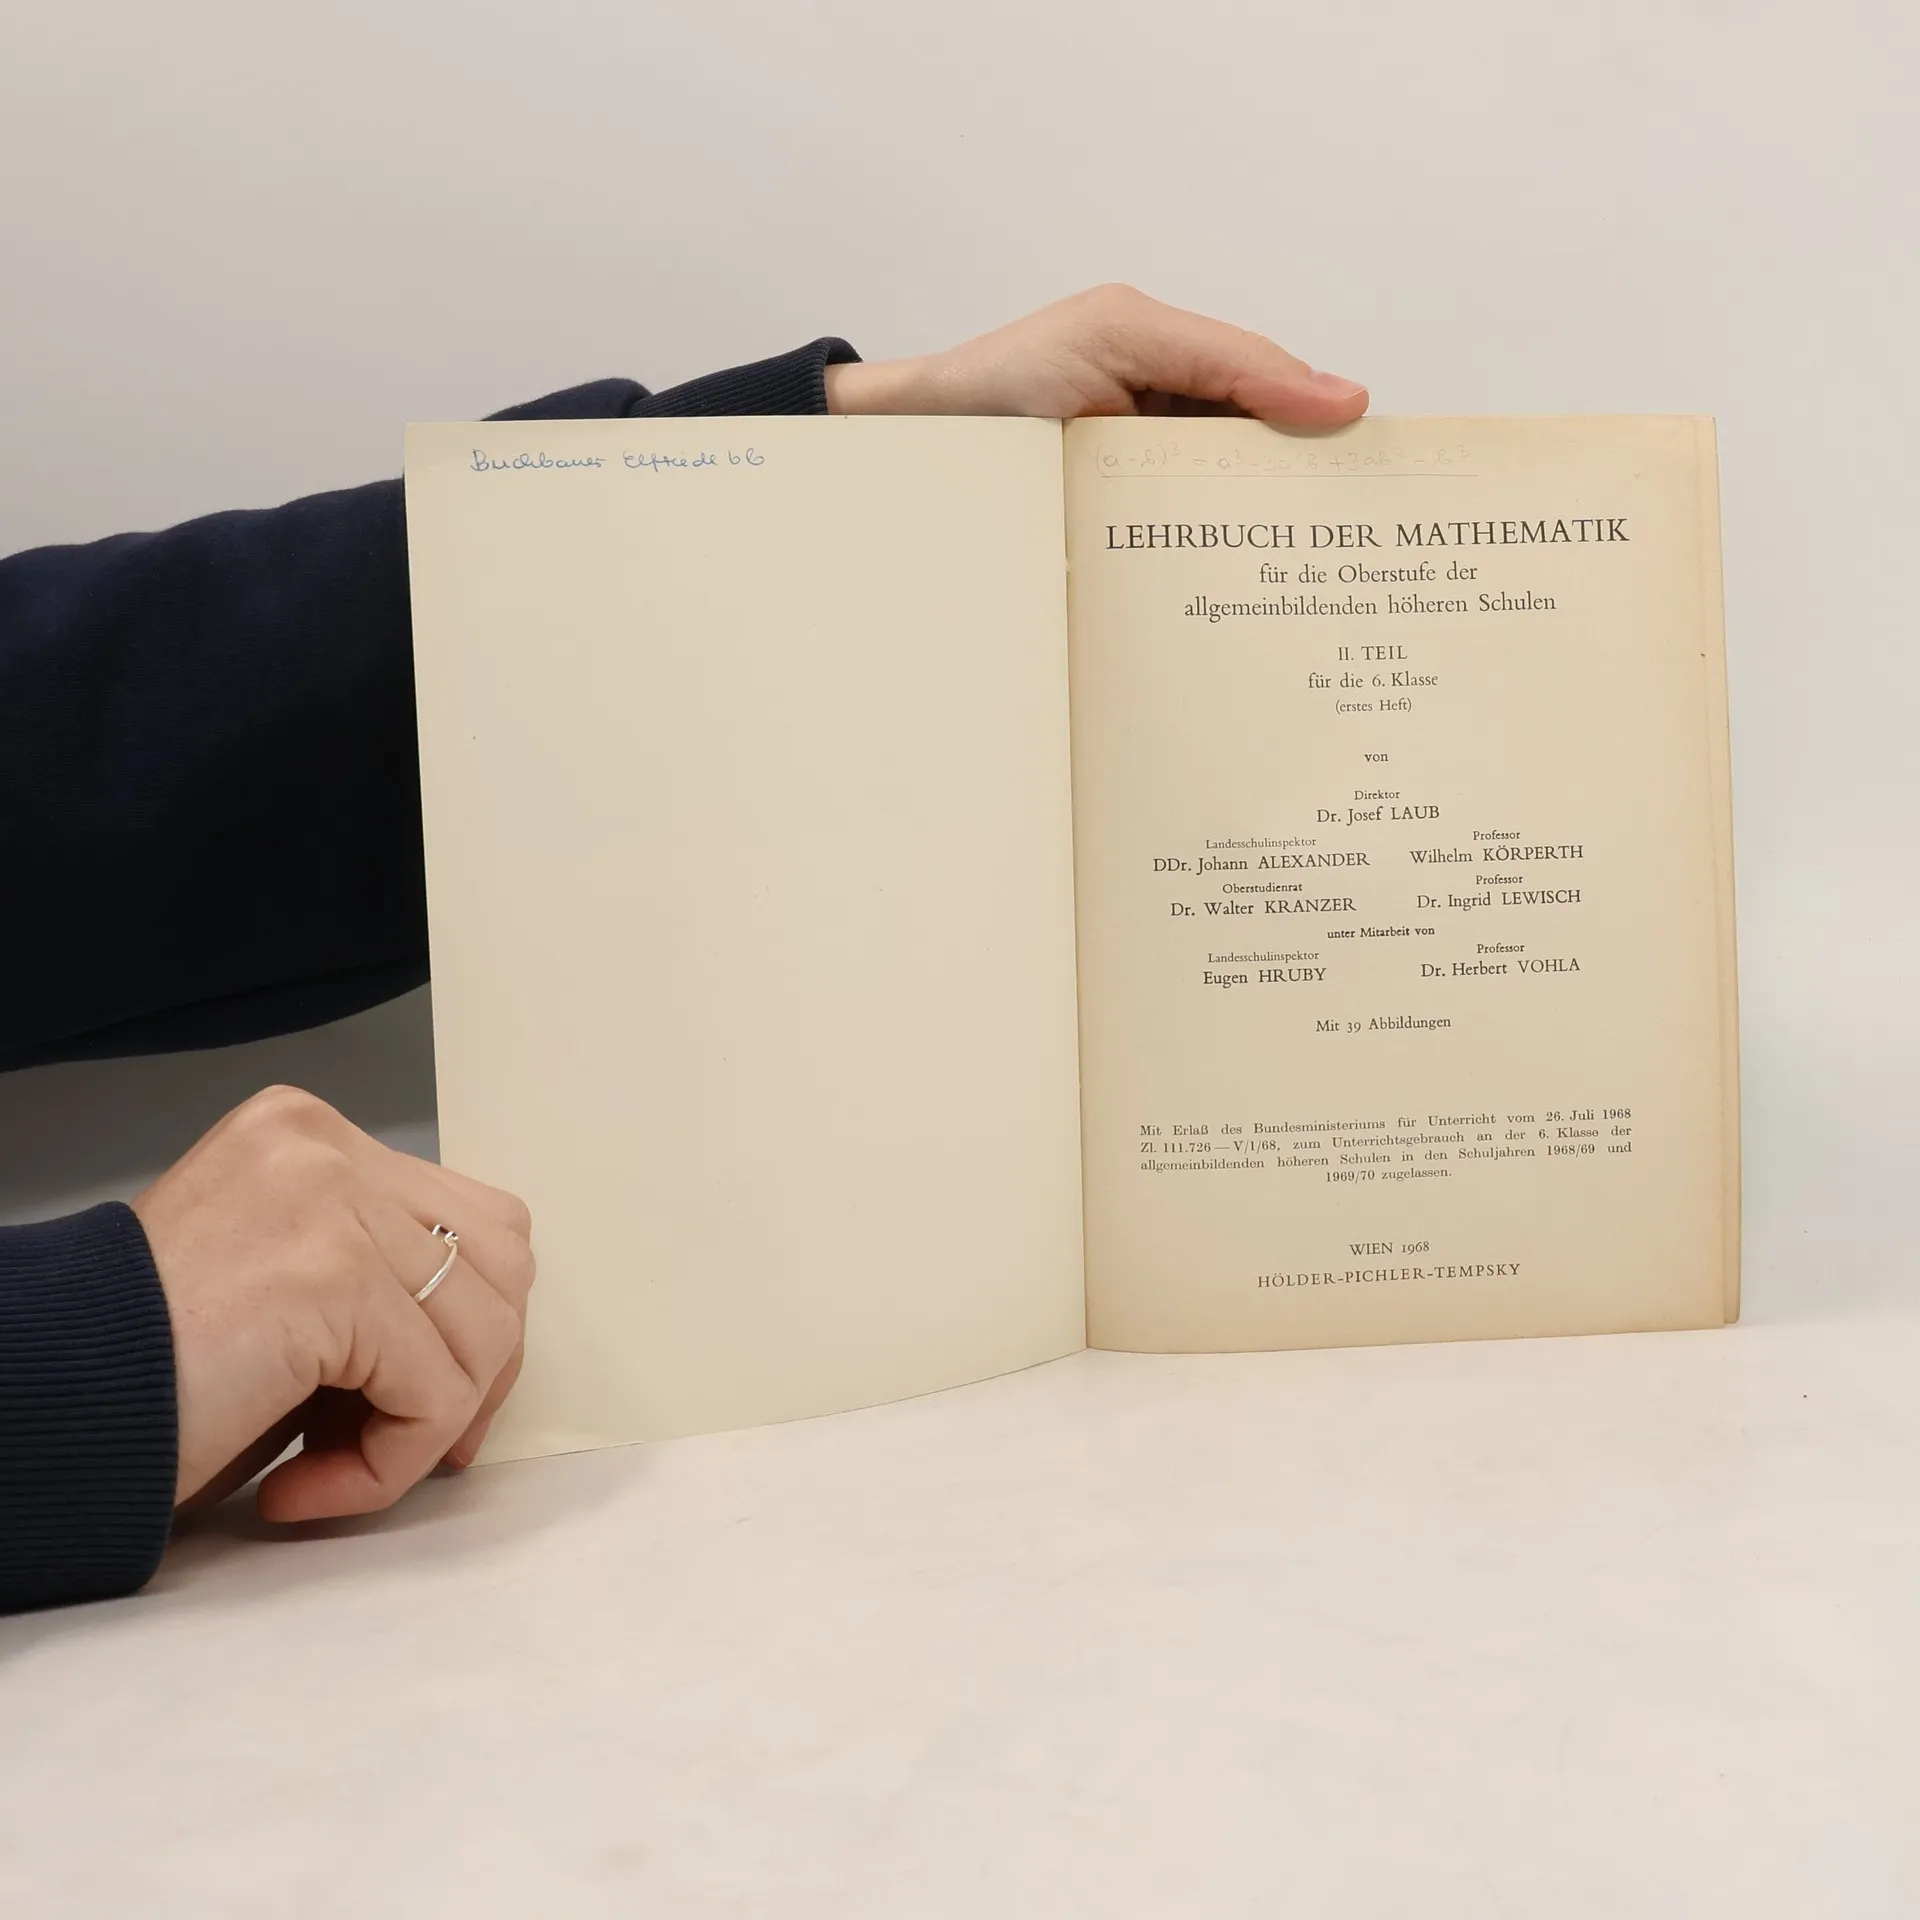 Buchbauer Elfriede 6b
(a-b)³ = a³-3a²b+3ab²-b³
LEHRBUCH DER MATHEMATIK
für die Oberstufe der
allgemeinbildenden höheren Schulen
II. TEIL
für die 6. Klasse
(erstes Heft)
von
Direktor
Dr. Josef LAUB
Landesschulinspektor
DDr. Johann ALEXANDER
Professor
Wilhelm KÖRPERTH
Oberstudienrat
Dr. Walter KRANZER
Professor
Dr. Ingrid LEWISCH
unter Mitarbeit von
Landesschulinspektor
Eugen HRUBY
Professor
Dr. Herbert VOHLA
Mit 39 Abbildungen
Mit Erlaß des Bundesministeriums für Unterricht vom 26. Juli 1968
Zl. 111.726 — V/1/68, zum Unterrichtsgebrauch an der 6. Klasse der
allgemeinbildenden höheren Schulen in den Schuljahren 1968/69 und
1969/70 zugelassen.
WIEN 1968
HÖLDER-PICHLER-TEMPSKY